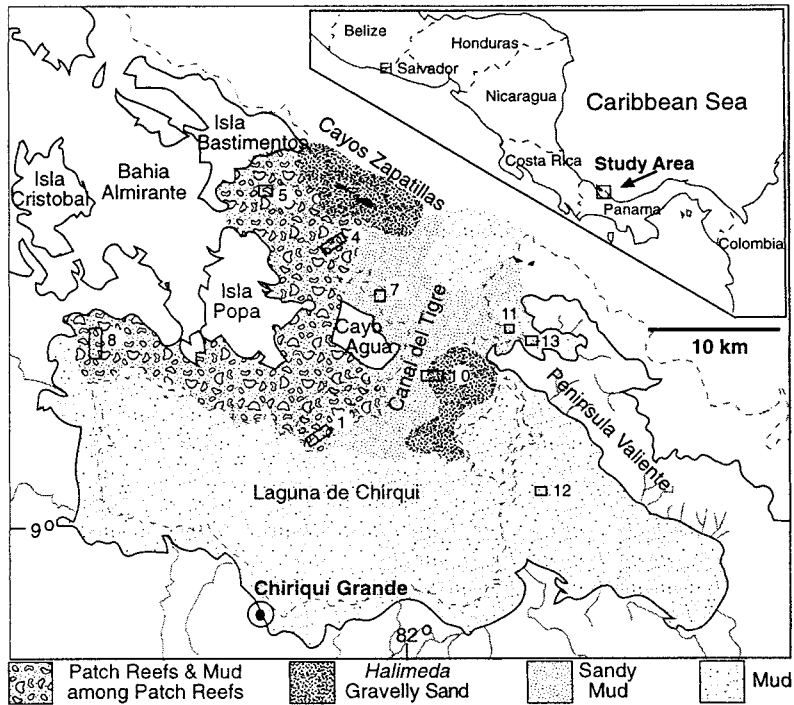 Belize
Honduras
El Salvador
Nicaragua
Caribbean Sea
Costa Rica
Study Area
Panama
Colombia
Isla
Bastimentos
Cayos Zapatillas
Bahia
Almirante
Isla
Cristobal
5
4
Isla
Popa
7
Cayo
Agua
Canal del Tigre
11
13
10 km
8
10
Peninsula Valiente
1
Laguna de Chirqui
12
9°
Chiriqui Grande
82°
Patch Reefs & Mud
among Patch Reefs
Halimeda
Gravelly Sand
Sandy
Mud
Mud